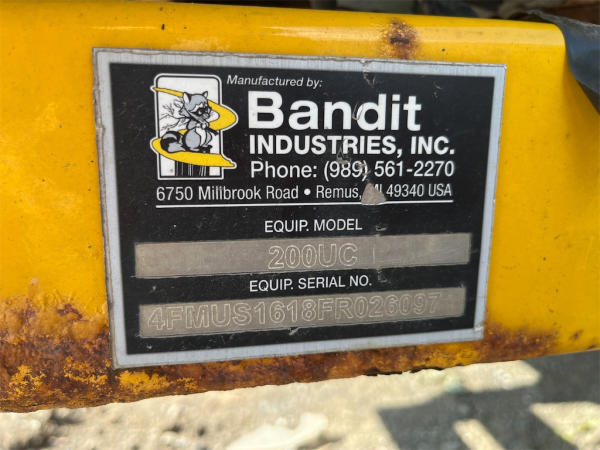 Manufactured by:
Bandit
INDUSTRIES, INC.
Phone: (989) 561-2270
6750 Millbrook Road • Remus, MI 49340 USA
EQUIP. MODEL
200UC
EQUIP. SERIAL NO.
4FMUS1618FR026097